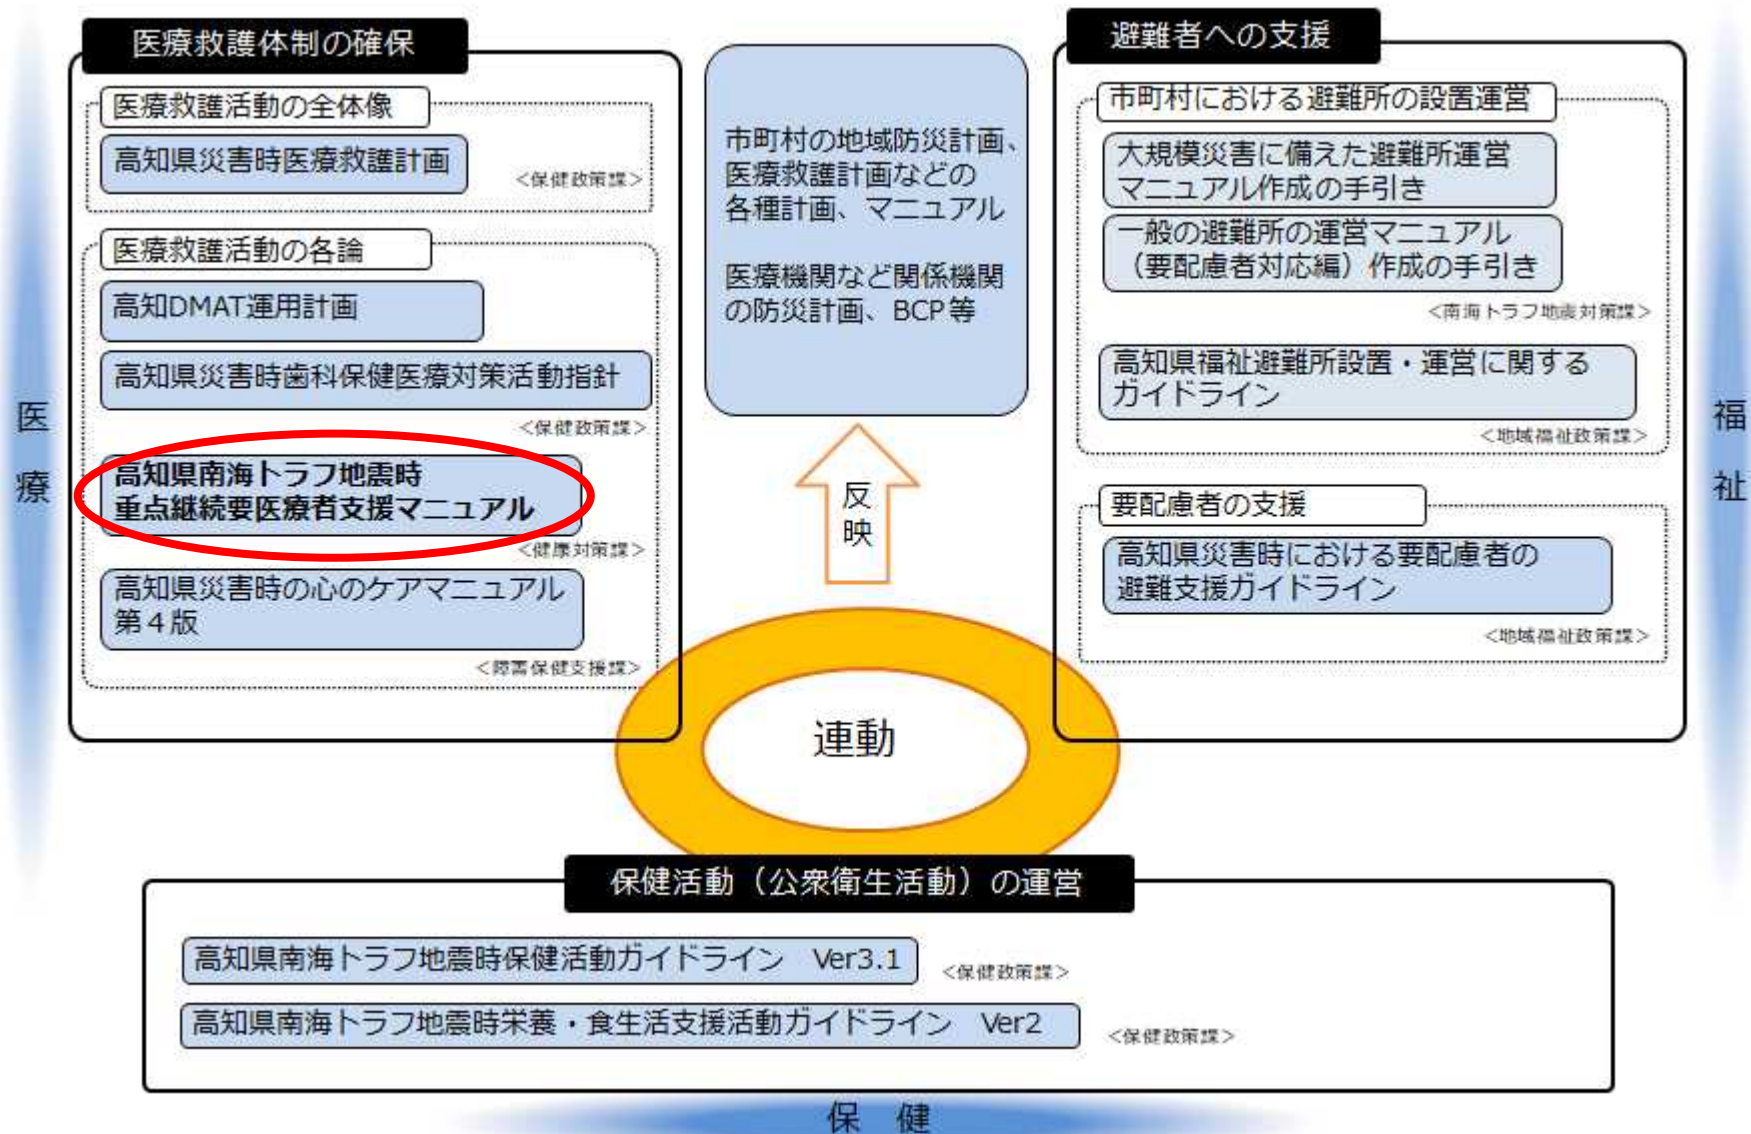 医療救護体制の確保
医療救護活動の全体像
高知県災害時医療救護計画
＜保健政策課＞
医療救護活動の各論
高知DMAT運用計画
高知県災害時歯科保健医療対策活動指針
＜保健政策課＞
高知県南海トラフ地震時
重点継続要医療者支援マニュアル
＜健康対策課＞
高知県災害時の心のケアマニュアル
第４版
＜障害保健支援課＞
医療
市町村の地域防災計画、
医療救護計画などの
各種計画、マニュアル
医療機関など関係機関
の防災計画、BCP等
反映
連動
避難者への支援
市町村における避難所の設置運営
大規模災害に備えた避難所運営
マニュアル作成の手引き
一般の避難所の運営マニュアル
（要配慮者対応編）作成の手引き
＜南海トラフ地震対策課＞
高知県福祉避難所設置・運営に関する
ガイドライン
＜地域福祉政策課＞
要配慮者の支援
高知県災害時における要配慮者の
避難支援ガイドライン
＜地域福祉政策課＞
福祉
保健活動（公衆衛生活動）の運営
高知県南海トラフ地震時保健活動ガイドライン　Ver3.1
＜保健政策課＞
高知県南海トラフ地震時栄養・食生活支援活動ガイドライン　Ver2
＜保健政策課＞
保　健